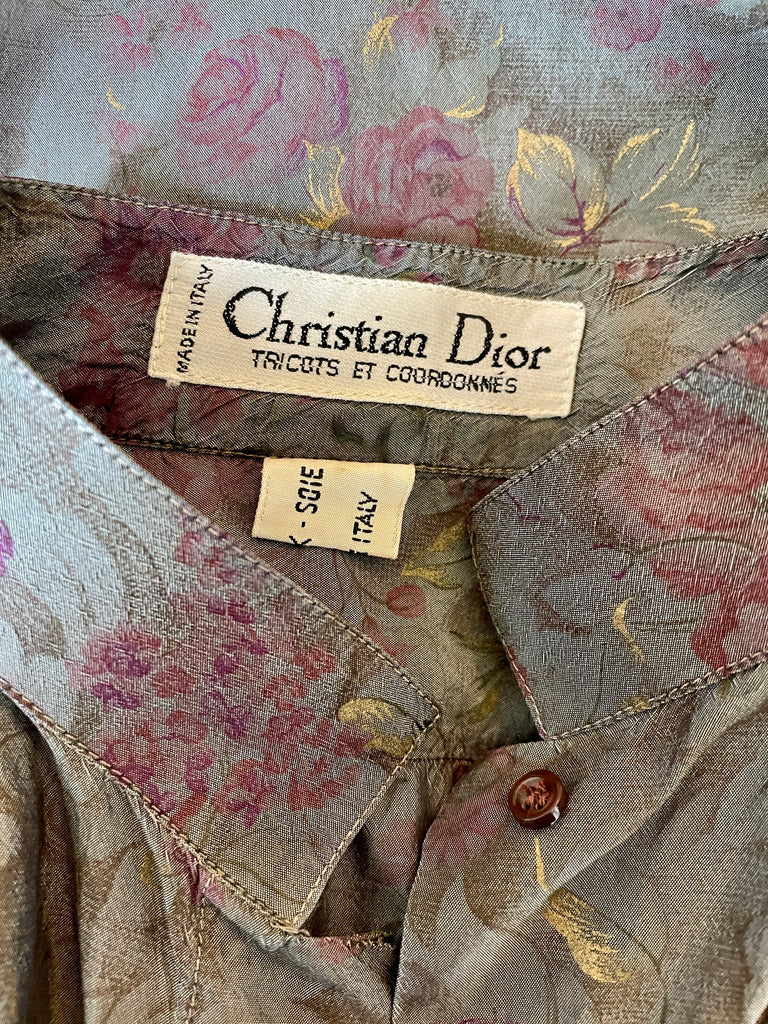 MADE IN ITALY
Christian Dior
TRICOTS ET COORDONNÉS
K - SOIE
ITALY